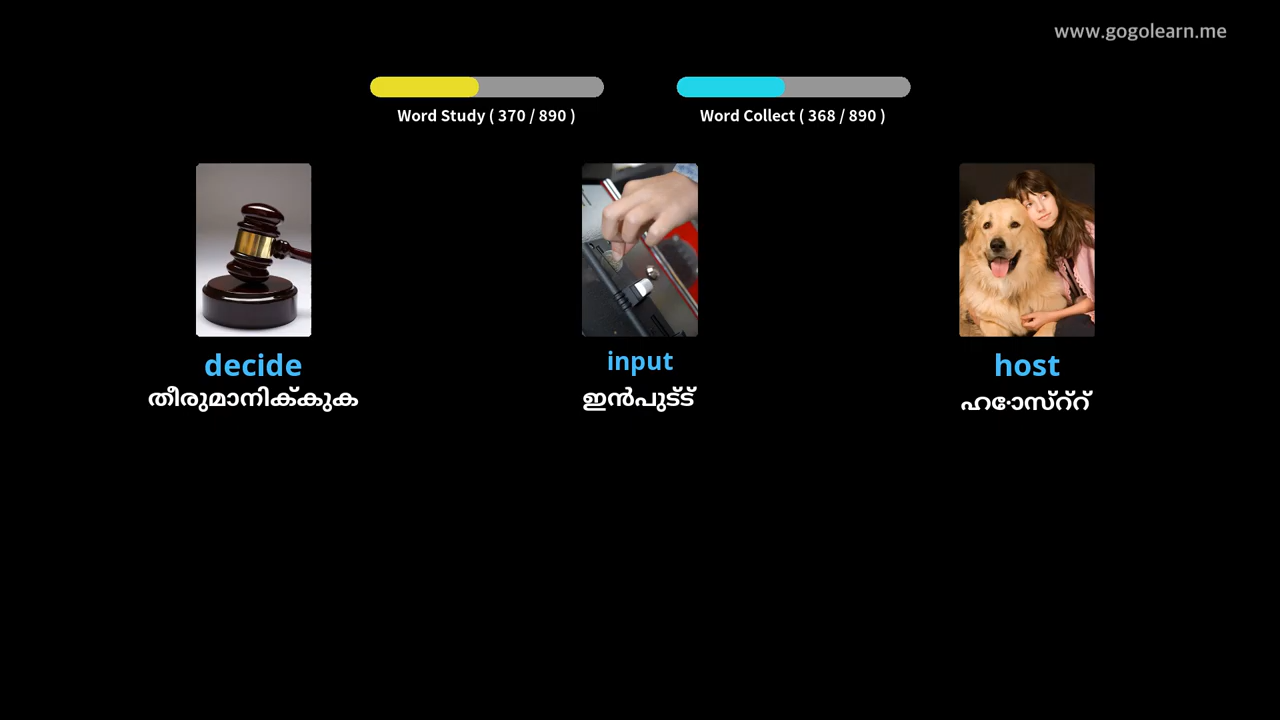 www.gogolearn.me
Word Study ( 370 / 890 )
Word Collect ( 368 / 890 )
decide
തീരുമാനിക്കുക
input
ഇൻപുട്ട്
host
ഹോസ്റ്റ്